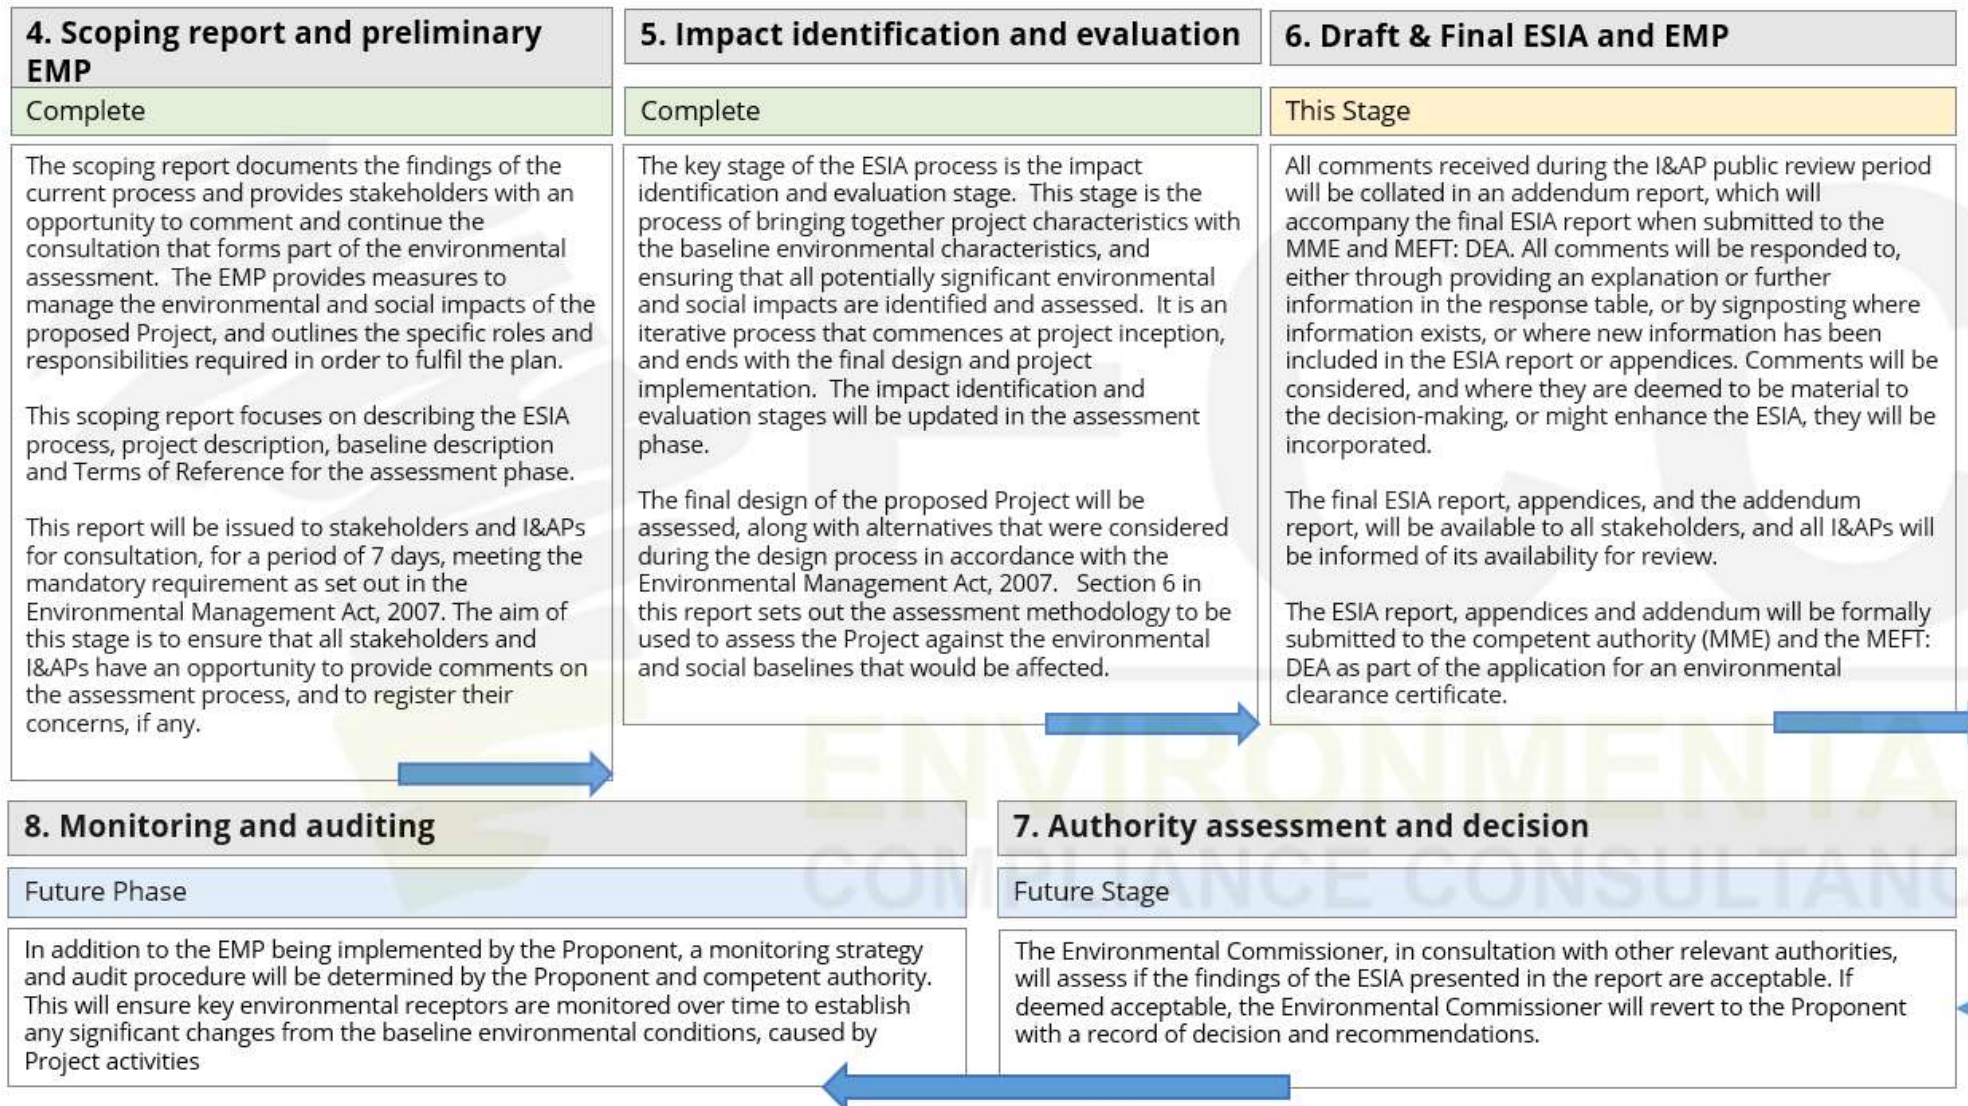 4. Scoping report and preliminary
EMP
Complete
The scoping report documents the findings of the
current process and provides stakeholders with an
opportunity to comment and continue the
consultation that forms part of the environmental
assessment.  The EMP provides measures to
manage the environmental and social impacts of the
proposed Project, and outlines the specific roles and
responsibilities required in order to fulfil the plan.
This scoping report focuses on describing the ESIA
process, project description, baseline description
and Terms of Reference for the assessment phase.
This report will be issued to stakeholders and I&APs
for consultation, for a period of 7 days, meeting the
mandatory requirement as set out in the
Environmental Management Act, 2007. The aim of
this stage is to ensure that all stakeholders and
I&APs have an opportunity to provide comments on
the assessment process, and to register their
concerns, if any.
5. Impact identification and evaluation
Complete
The key stage of the ESIA process is the impact
identification and evaluation stage.  This stage is the
process of bringing together project characteristics with
the baseline environmental characteristics, and
ensuring that all potentially significant environmental
and social impacts are identified and assessed.  It is an
iterative process that commences at project inception,
and ends with the final design and project
implementation.  The impact identification and
evaluation stages will be updated in the assessment
phase.
The final design of the proposed Project will be
assessed, along with alternatives that were considered
during the design process in accordance with the
Environmental Management Act, 2007.   Section 6 in
this report sets out the assessment methodology to be
used to assess the Project against the environmental
and social baselines that would be affected.
6. Draft & Final ESIA and EMP
This Stage
All comments received during the I&AP public review period
will be collated in an addendum report, which will
accompany the final ESIA report when submitted to the
MME and MEFT: DEA. All comments will be responded to,
either through providing an explanation or further
information in the response table, or by signposting where
information exists, or where new information has been
included in the ESIA report or appendices. Comments will be
considered, and where they are deemed to be material to
the decision-making, or might enhance the ESIA, they will be
incorporated.
The final ESIA report, appendices, and the addendum
report, will be available to all stakeholders, and all I&APs will
be informed of its availability for review.
The ESIA report, appendices and addendum will be formally
submitted to the competent authority (MME) and the MEFT:
DEA as part of the application for an environmental
clearance certificate.
8. Monitoring and auditing
Future Phase
In addition to the EMP being implemented by the Proponent, a monitoring strategy
and audit procedure will be determined by the Proponent and competent authority.
This will ensure key environmental receptors are monitored over time to establish
any significant changes from the baseline environmental conditions, caused by
Project activities
7. Authority assessment and decision
Future Stage
The Environmental Commissioner, in consultation with other relevant authorities,
will assess if the findings of the ESIA presented in the report are acceptable. If
deemed acceptable, the Environmental Commissioner will revert to the Proponent
with a record of decision and recommendations.
ENVIRONMENTA
COMPLIANCE CONSULTANC